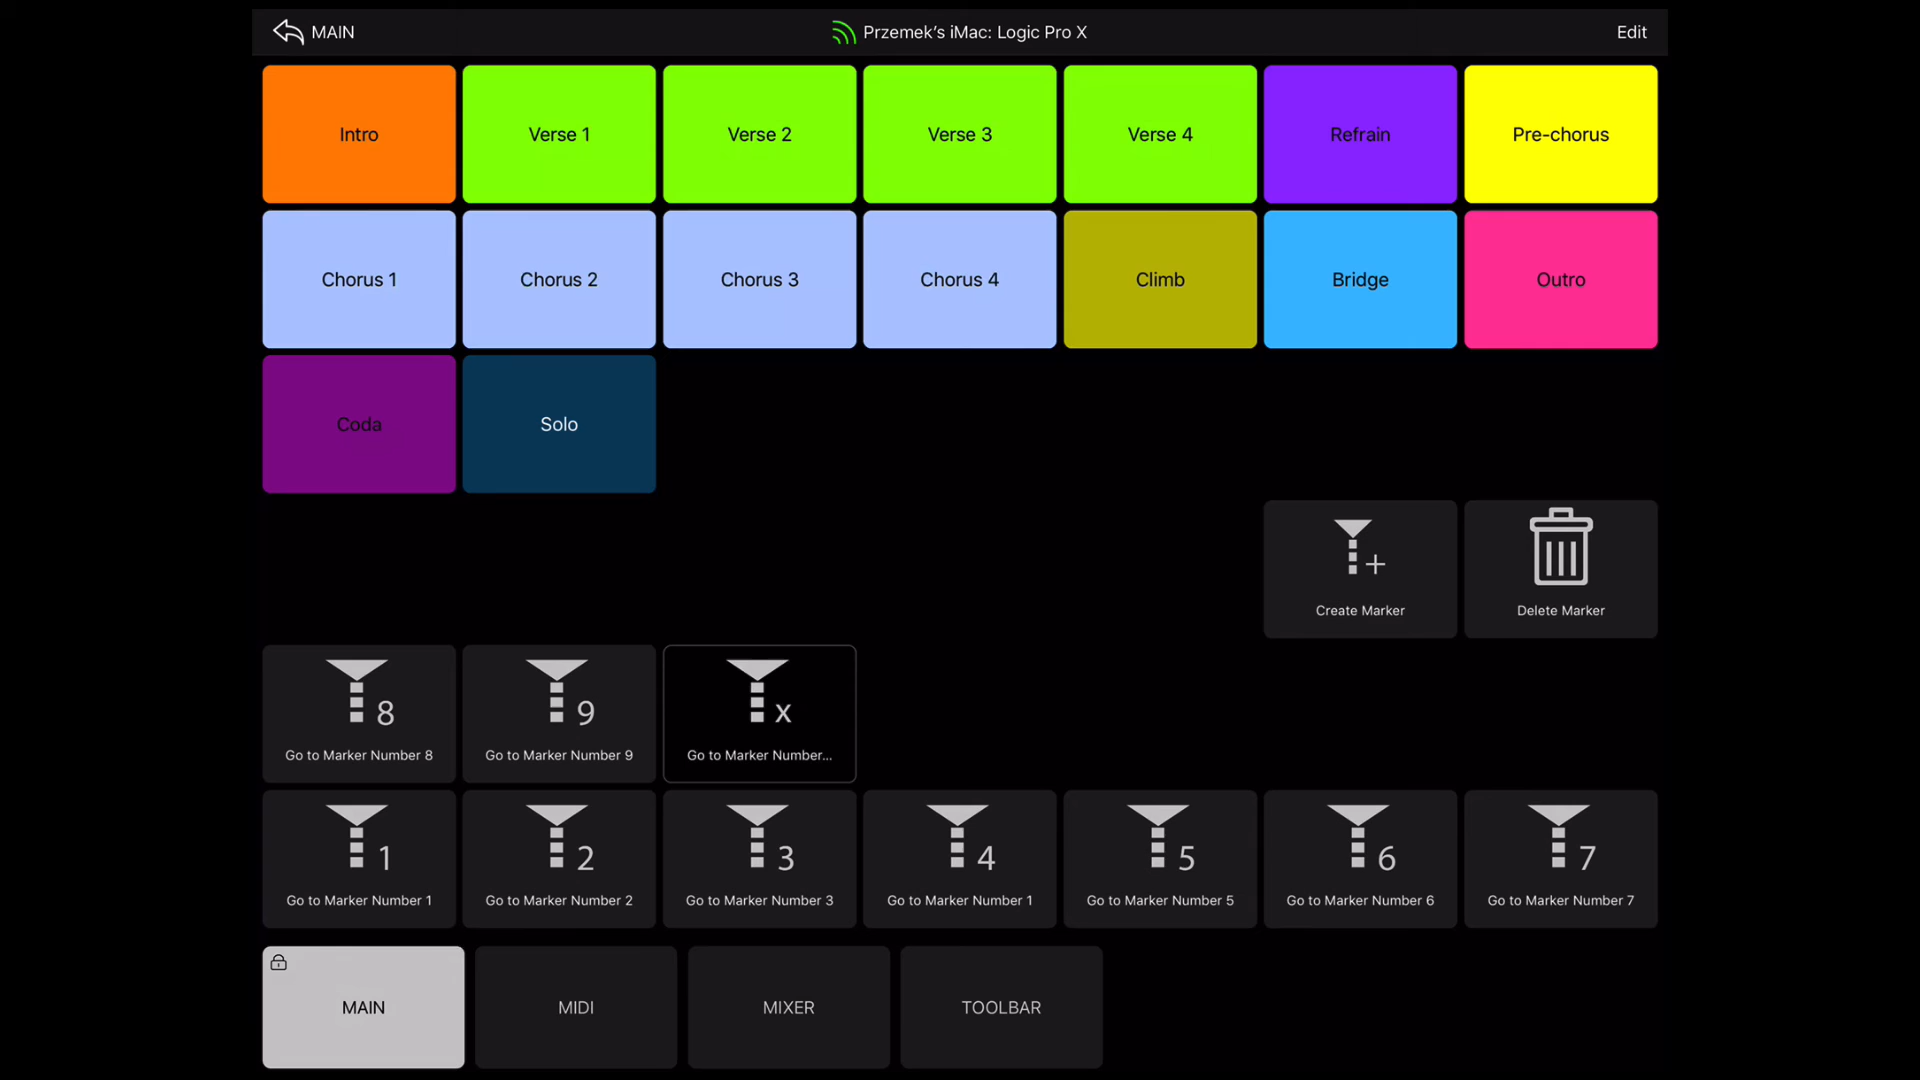 MAIN
Przemek’s iMac: Logic Pro X
Edit
Intro
Verse 1
Verse 2
Verse 3
Verse 4
Refrain
Pre-chorus
Chorus 1
Chorus 2
Chorus 3
Chorus 4
Climb
Bridge
Outro
Coda
Solo
+
Create Marker
Delete Marker
8
Go to Marker Number 8
9
Go to Marker Number 9
x
Go to Marker Number...
1
Go to Marker Number 1
2
Go to Marker Number 2
3
Go to Marker Number 3
4
Go to Marker Number 1
5
Go to Marker Number 5
6
Go to Marker Number 6
7
Go to Marker Number 7
MAIN
MIDI
MIXER
TOOLBAR